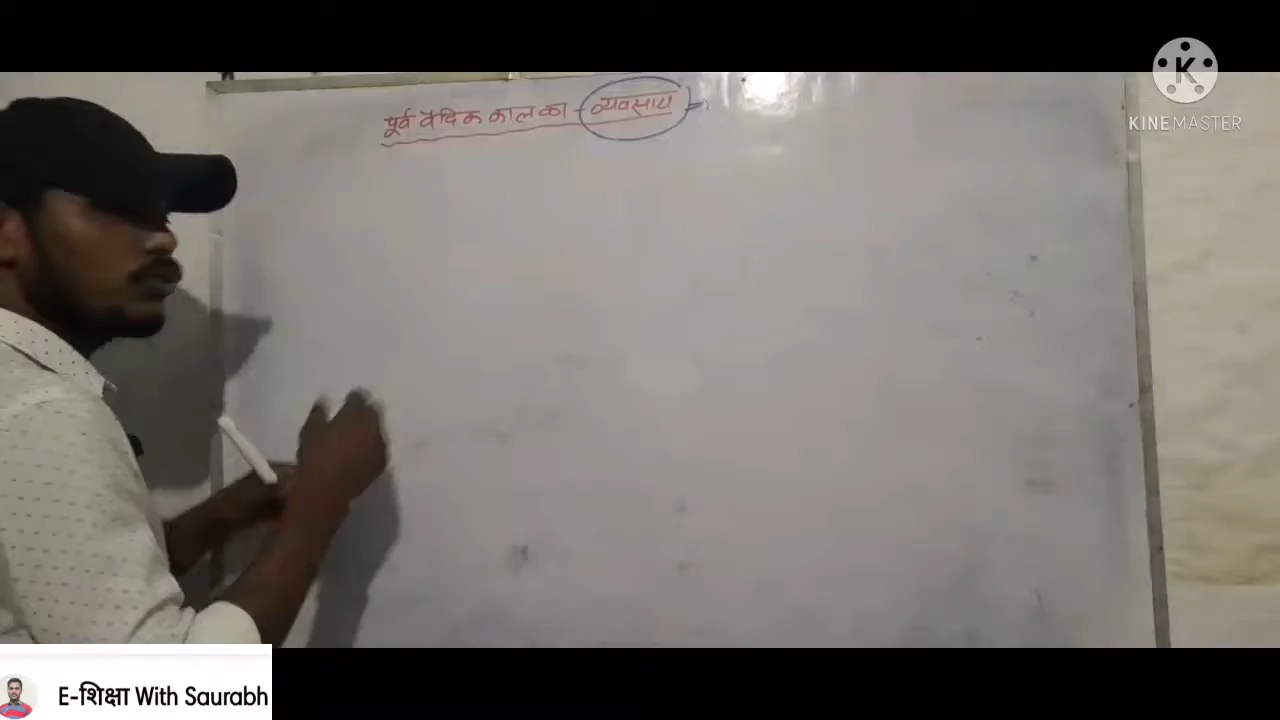 पूर्व वैदिक काल का - व्यवसाय =
KINEMASTER
E-शिक्षा With Saurabh